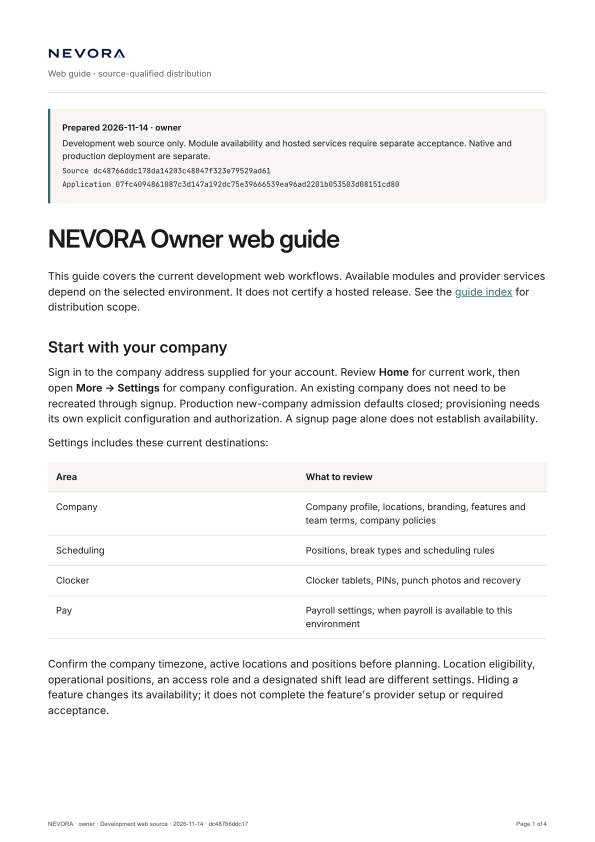 NEVORA
Web guide · source-qualified distribution
Prepared 2026-11-14 · owner
Development web source only. Module availability and hosted services require separate acceptance. Native and
production deployment are separate.
Source dc48766ddc178da14203c48047f323e79529ad61
Application 07fc4094861087c3d147a192dc75e39666539ea96ad2201b053503d08151cd80
NEVORA Owner web guide
This guide covers the current development web workflows. Available modules and provider services
depend on the selected environment. It does not certify a hosted release. See the guide index for
distribution scope.
Start with your company
Sign in to the company address supplied for your account. Review Home for current work, then
open More → Settings for company configuration. An existing company does not need to be
recreated through signup. Production new-company admission defaults closed; provisioning needs
its own explicit configuration and authorization. A signup page alone does not establish availability.
Settings includes these current destinations:
Area What to review
Company Company profile, locations, branding, features and
team terms, company policies
Scheduling Positions, break types and scheduling rules
Clocker Clocker tablets, PINs, punch photos and recovery
Pay Payroll settings, when payroll is available to this
environment
Confirm the company timezone, active locations and positions before planning. Location eligibility,
operational positions, an access role and a designated shift lead are different settings. Hiding a
feature changes its availability; it does not complete the feature's provider setup or required
acceptance.
NEVORA · owner · Development web source · 2026-11-14 · dc48766ddc17 Page 1 of 4